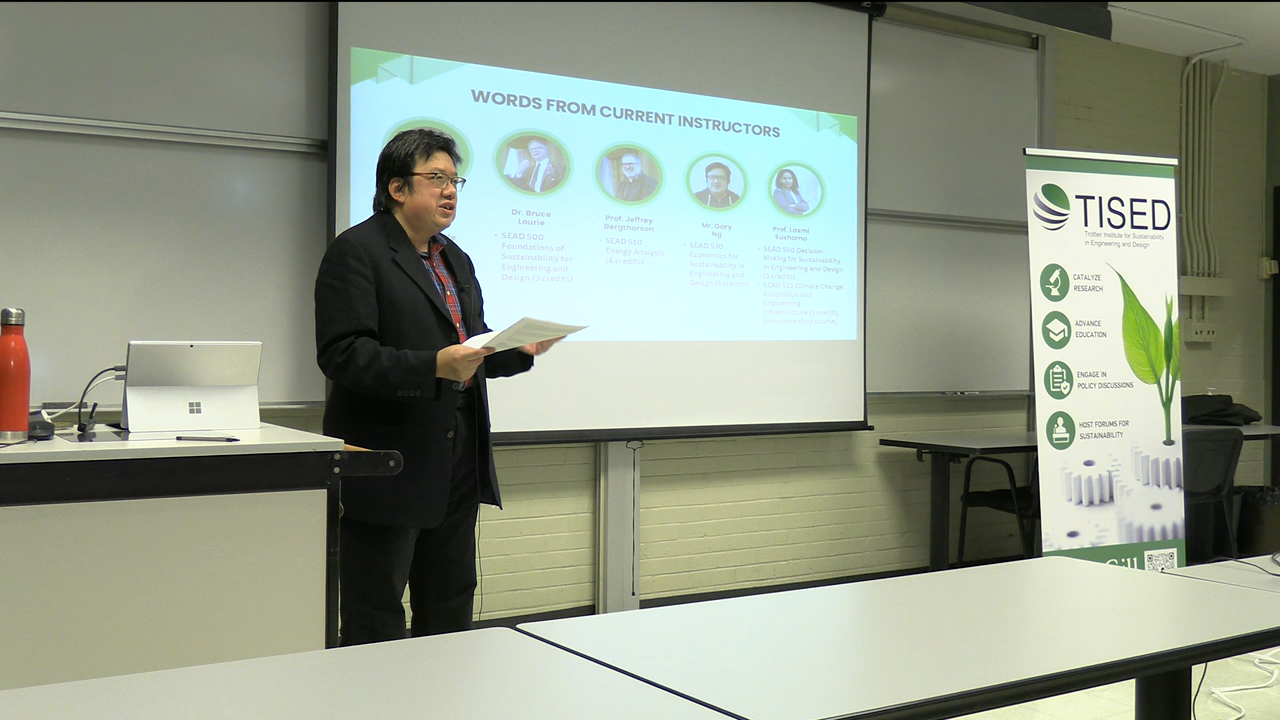 WORDS FROM CURRENT INSTRUCTORS
Dr. Bruce
Lourie
• SEAD 500
Foundations of
Sustainability for
Engineering and
Design (3 credits)
Prof. Jeffrey
Bergthorson
• SEAD 510
Energy Analysis
(4 credits)
Mr. Gary
Ng
• SEAD 530
Economics for
Sustainability in
Engineering and
Design (3 credits)
Prof. Laxmi
Sushama
• SEAD 550 Decision-
Making for Sustainability
in Engineering and Design
(3 credits)
• SEAD 515 Climate Change
Adaptation and
Engineering
Infrastructure (3 credits,
complementary course)
TISED
Trottier Institute for Sustainability
in Engineering and Design
CATALYZE
RESEARCH
ADVANCE
EDUCATION
ENGAGE IN
POLICY DISCUSSIONS
HOST FORUMS FOR
SUSTAINABILITY